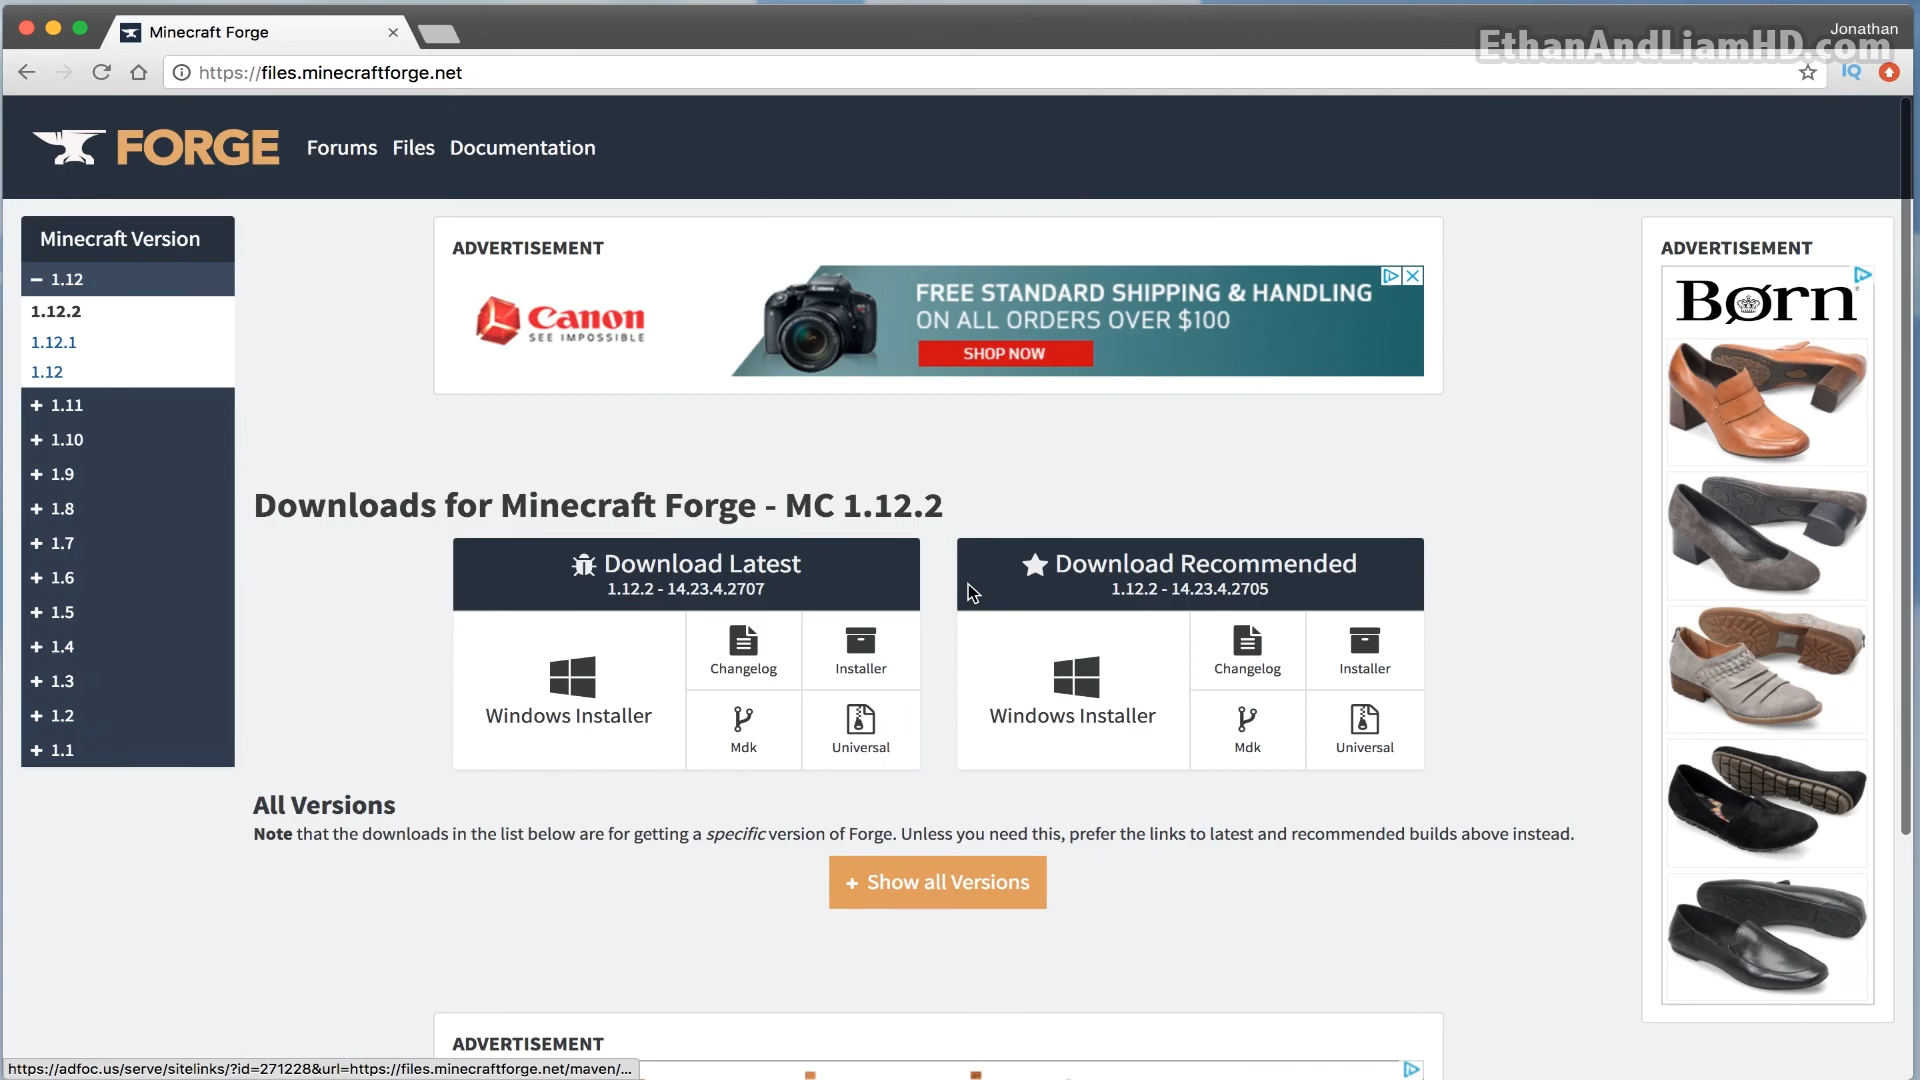 Minecraft Forge
Jonathan
EthanAndLiamHD.com
https://files.minecraftforge.net
IQ
FORGE
Forums
Files
Documentation
Minecraft Version
1.12
1.12.2
1.12.1
1.12
+ 1.11
+ 1.10
+ 1.9
+ 1.8
+ 1.7
+ 1.6
+ 1.5
+ 1.4
+ 1.3
+ 1.2
+ 1.1
ADVERTISEMENT
Canon
SEE IMPOSSIBLE
FREE STANDARD SHIPPING & HANDLING
ON ALL ORDERS OVER $100
SHOP NOW
ADVERTISEMENT
BØrn
Downloads for Minecraft Forge - MC 1.12.2
Download Latest
1.12.2 - 14.23.4.2707
Windows Installer
Changelog
Installer
Mdk
Universal
Download Recommended
1.12.2 - 14.23.4.2705
Windows Installer
Changelog
Installer
Mdk
Universal
All Versions
Note that the downloads in the list below are for getting a specific version of Forge. Unless you need this, prefer the links to latest and recommended builds above instead.
+ Show all Versions
ADVERTISEMENT
https://adfoc.us/serve/sitelinks/?id=271228&url=https://files.minecraftforge.net/maven/...